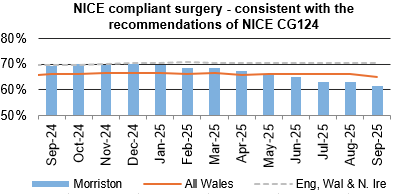 NICE compliant surgery - consistent with the
recommendations of NICE CG124
80%
70%
60%
50%
Sep-24
Oct-24
Nov-24
Dec-24
Jan-25
Feb-25
Mar-25
Apr-25
May-25
Jun-25
Jul-25
Aug-25
Sep-25
Morriston All Wales Eng, Wal & N. Ire